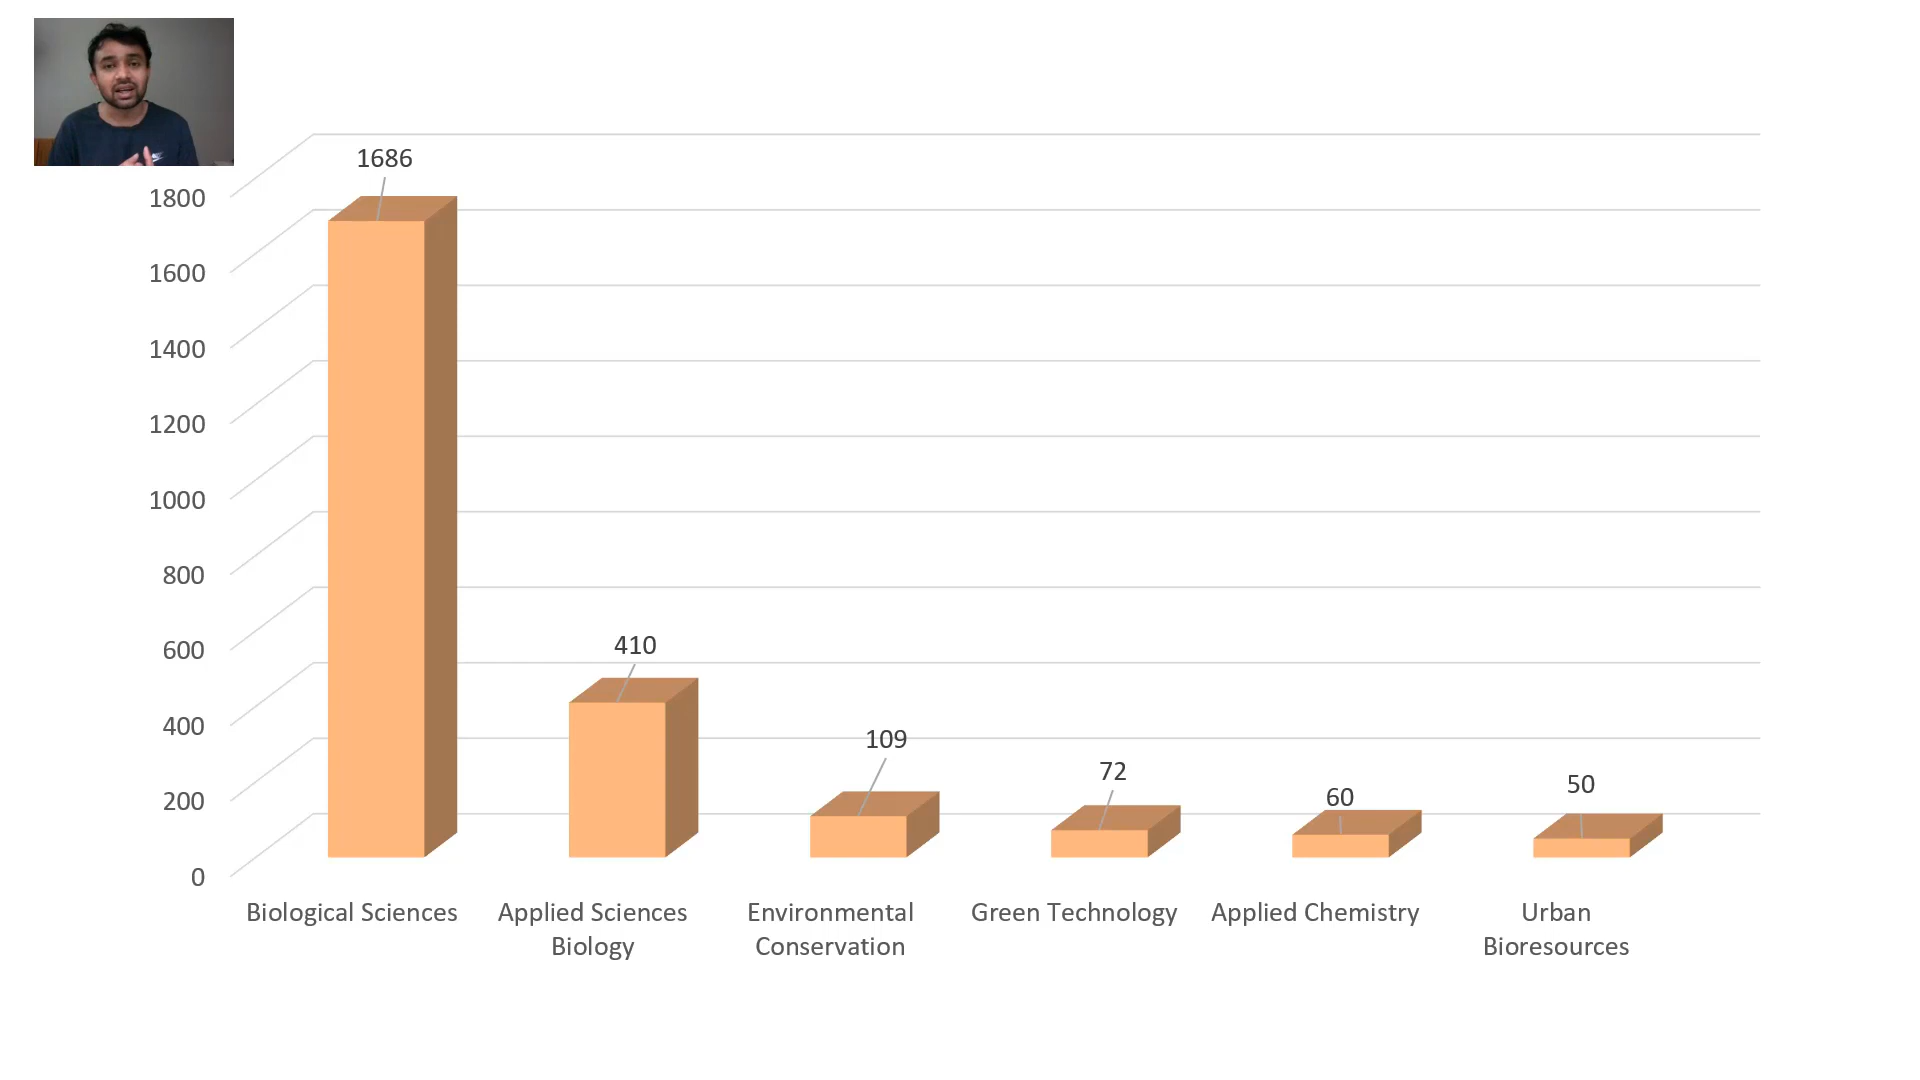 1686
1800
1600
1400
1200
1000
800
600
400
200
0
410
109
72
60
50
Biological Sciences
Applied Sciences
Biology
Environmental
Conservation
Green Technology
Applied Chemistry
Urban
Bioresources